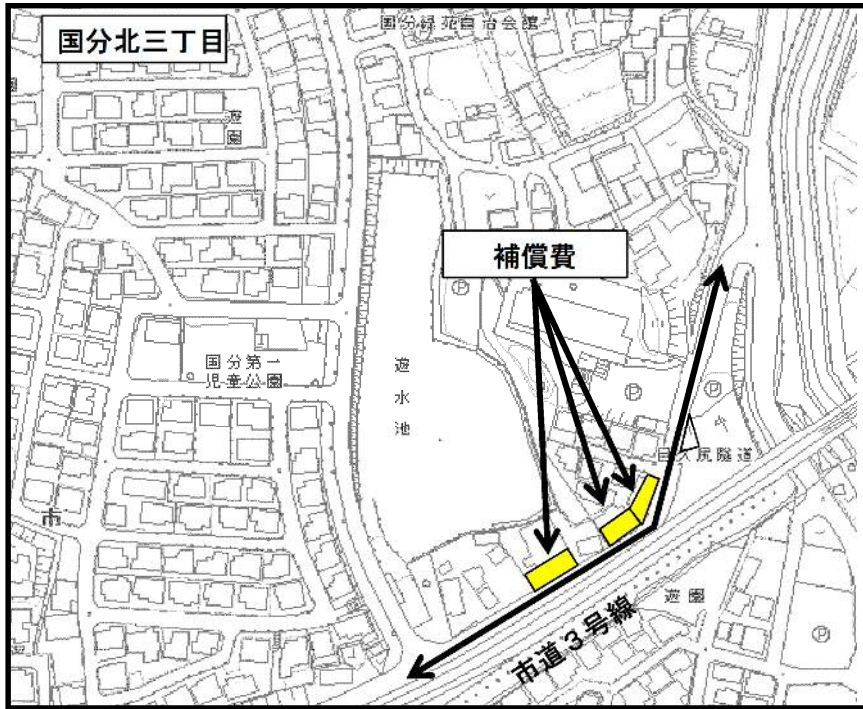 国分緑苑自治会館
国分北三丁目
遊園
補償費
Ⓟ
国分第一
児童公園
遊水池
Ⓟ
Ⓟ
目久尻隧道
市
遊園
Ⓟ
市道3号線